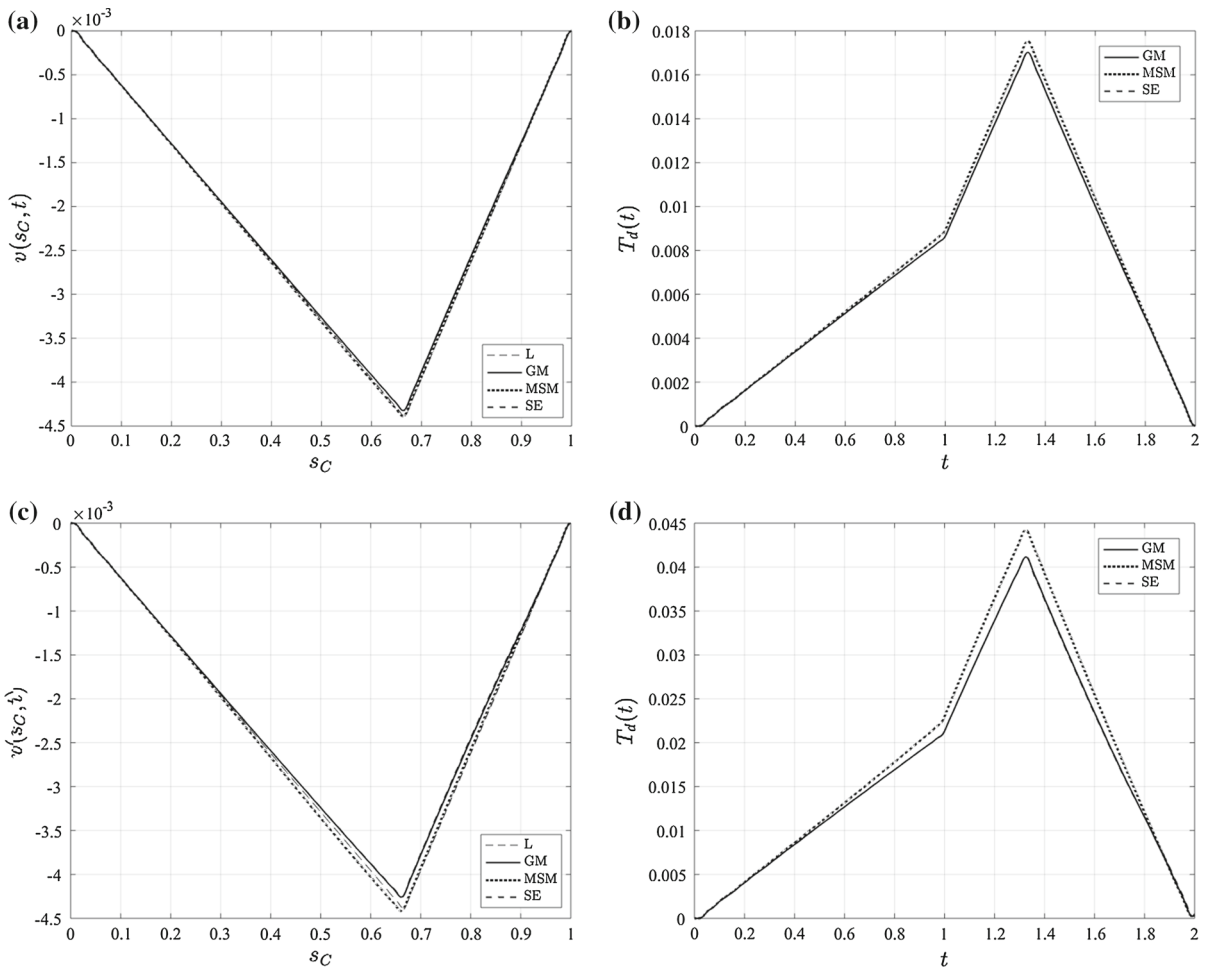 (a)
×10⁻³
0
-0.5
-1
-1.5
-2
-2.5
-3
-3.5
-4
-4.5
v(s_C, t)
0 0.1 0.2 0.3 0.4 0.5 0.6 0.7 0.8 0.9 1
s_C
L
GM
MSM
SE
(b)
0.018
0.016
0.014
0.012
0.01
0.008
0.006
0.004
0.002
0
T_d(t)
0 0.2 0.4 0.6 0.8 1 1.2 1.4 1.6 1.8 2
t
GM
MSM
SE
(c)
×10⁻³
0
-0.5
-1
-1.5
-2
-2.5
-3
-3.5
-4
-4.5
v(s_C, t)
0 0.1 0.2 0.3 0.4 0.5 0.6 0.7 0.8 0.9 1
s_C
L
GM
MSM
SE
(d)
0.045
0.04
0.035
0.03
0.025
0.02
0.015
0.01
0.005
0
T_d(t)
0 0.2 0.4 0.6 0.8 1 1.2 1.4 1.6 1.8 2
t
GM
MSM
SE